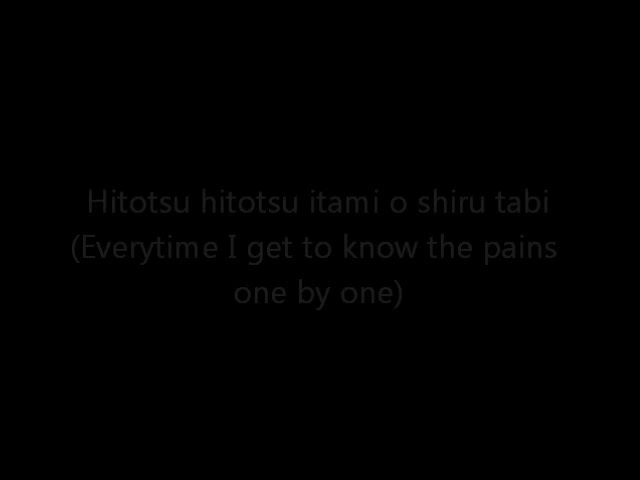 Hitotsu hitotsu itami o shiru tabi
(Everytime I get to know the pains
one by one)